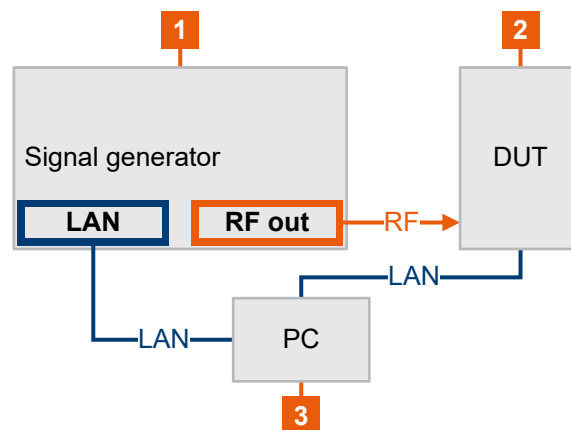 1
2
Signal generator
DUT
LAN
RF out
RF
LAN
LAN
PC
3